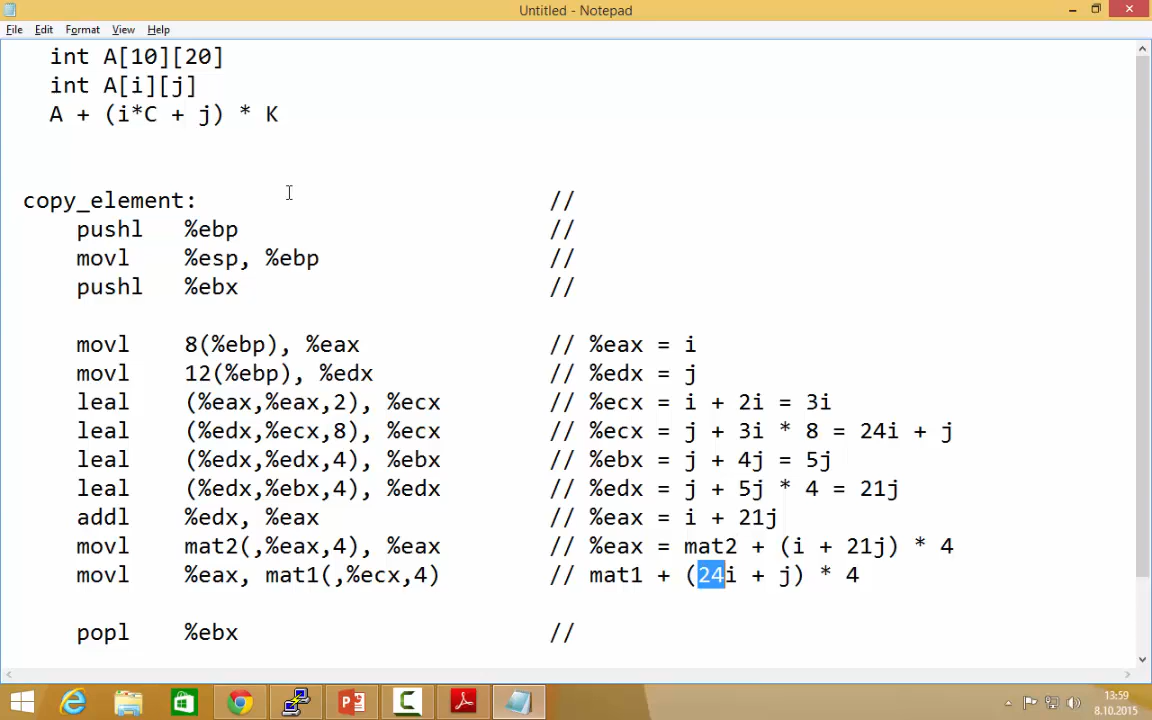 Untitled - Notepad
File Edit Format View Help
int A[10][20]
int A[i][j]
A + (i*C + j) * K
copy_element: //
pushl %ebp //
movl %esp, %ebp //
pushl %ebx //
movl 8(%ebp), %eax // %eax = i
movl 12(%ebp), %edx // %edx = j
leal (%eax,%eax,2), %ecx // %ecx = i + 2i = 3i
leal (%edx,%ecx,8), %ecx // %ecx = j + 3i * 8 = 24i + j
leal (%edx,%edx,4), %ebx // %ebx = j + 4j = 5j
leal (%edx,%ebx,4), %edx // %edx = j + 5j * 4 = 21j
addl %edx, %eax // %eax = i + 21j
movl mat2(,%eax,4), %eax // %eax = mat2 + (i + 21j) * 4
movl %eax, mat1(,%ecx,4) // mat1 + (24i + j) * 4
popl %ebx //
13:59
8.10.2015